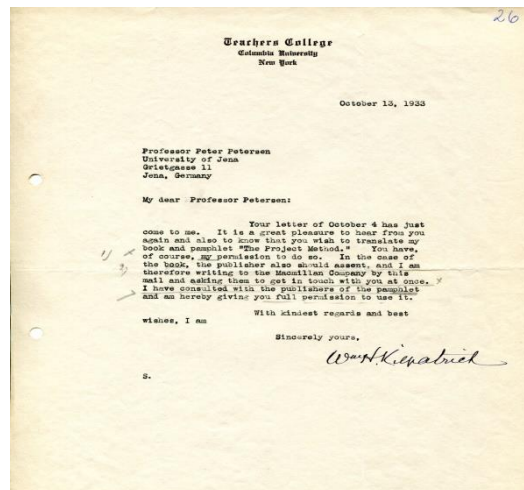 26
Teachers College
Columbia University
New York
October 13, 1933
Professor Peter Petersen
University of Jena
Grietgasse 11
Jena, Germany
My dear Professor Petersen:
Your letter of October 4 has just
come to me. It is a great pleasure to hear from you
again and also to know that you wish to translate my
book and pamphlet "The Project Method." You have,
of course, my permission to do so. In the case of
the book, the publisher also should assent, and I am
therefore writing to the Macmillan Company by this
mail and asking them to get in touch with you at once.
I have consulted with the publishers of the pamphlet
and am hereby giving you full permission to use it.
With kindest regards and best
wishes, I am
Sincerely yours,
Wm H. Kilpatrick
S.